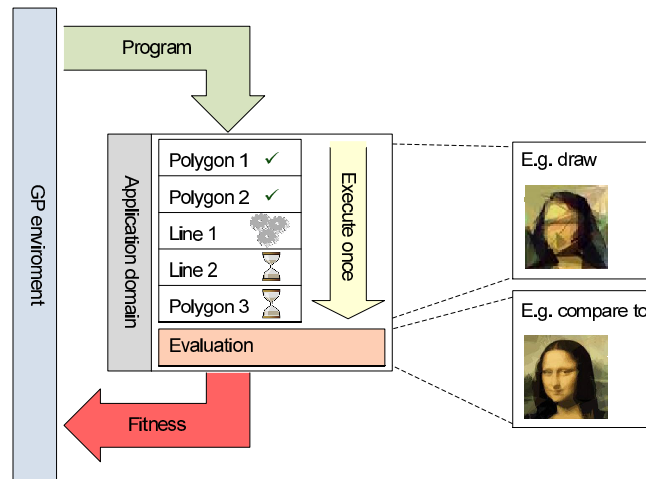 Program
GP enviroment
Application domain
Polygon 1
Polygon 2
Line 1
Line 2
Polygon 3
Execute once
Evaluation
Fitness
E.g. draw
E.g. compare to